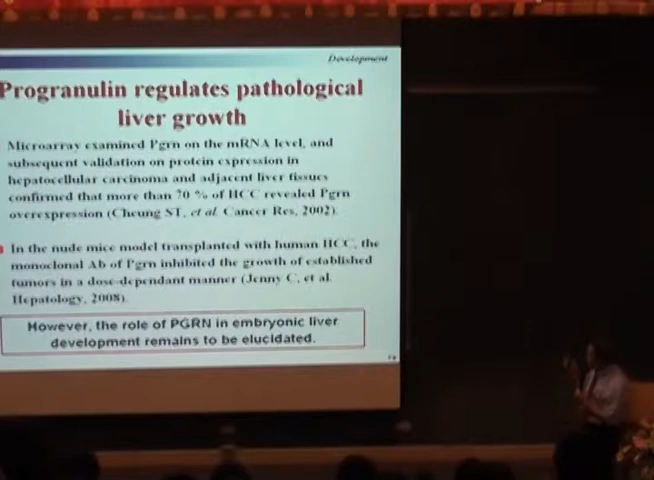 Development
Progranulin regulates pathological
liver growth
Microarray examined Pgrn on the mRNA level, and
subsequent validation on protein expression in
hepatocellular carcinoma and adjacent liver tissues
confirmed that more than 70 % of HCC revealed Pgrn
overexpression (Cheung ST, et al. Cancer Res, 2002).
In the nude mice model transplanted with human HCC, the
monoclonal Ab of Pgrn inhibited the growth of established
tumors in a dose-dependant manner (Jenny C, et al.
Hepatology, 2008).
However, the role of PGRN in embryonic liver
development remains to be elucidated.